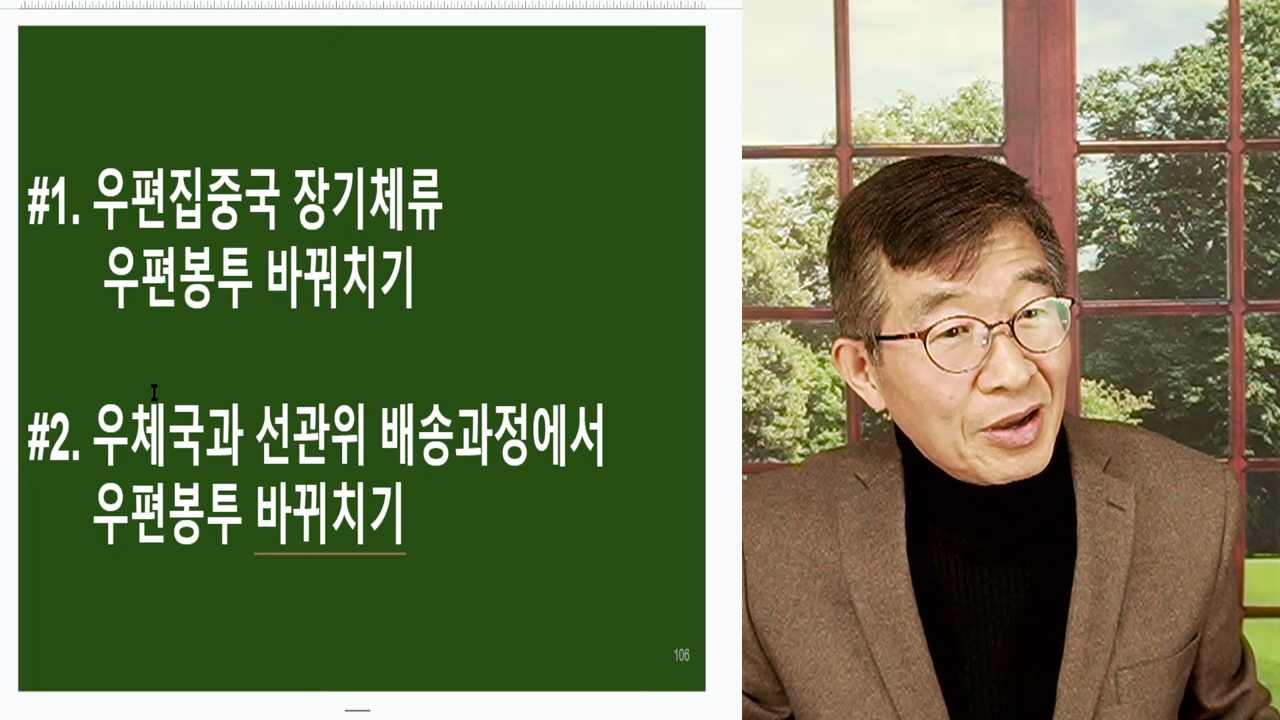 #1. 우편집중국 장기체류
우편봉투 바꿔치기
#2. 우체국과 선관위 배송과정에서
우편봉투 바뀌치기
106